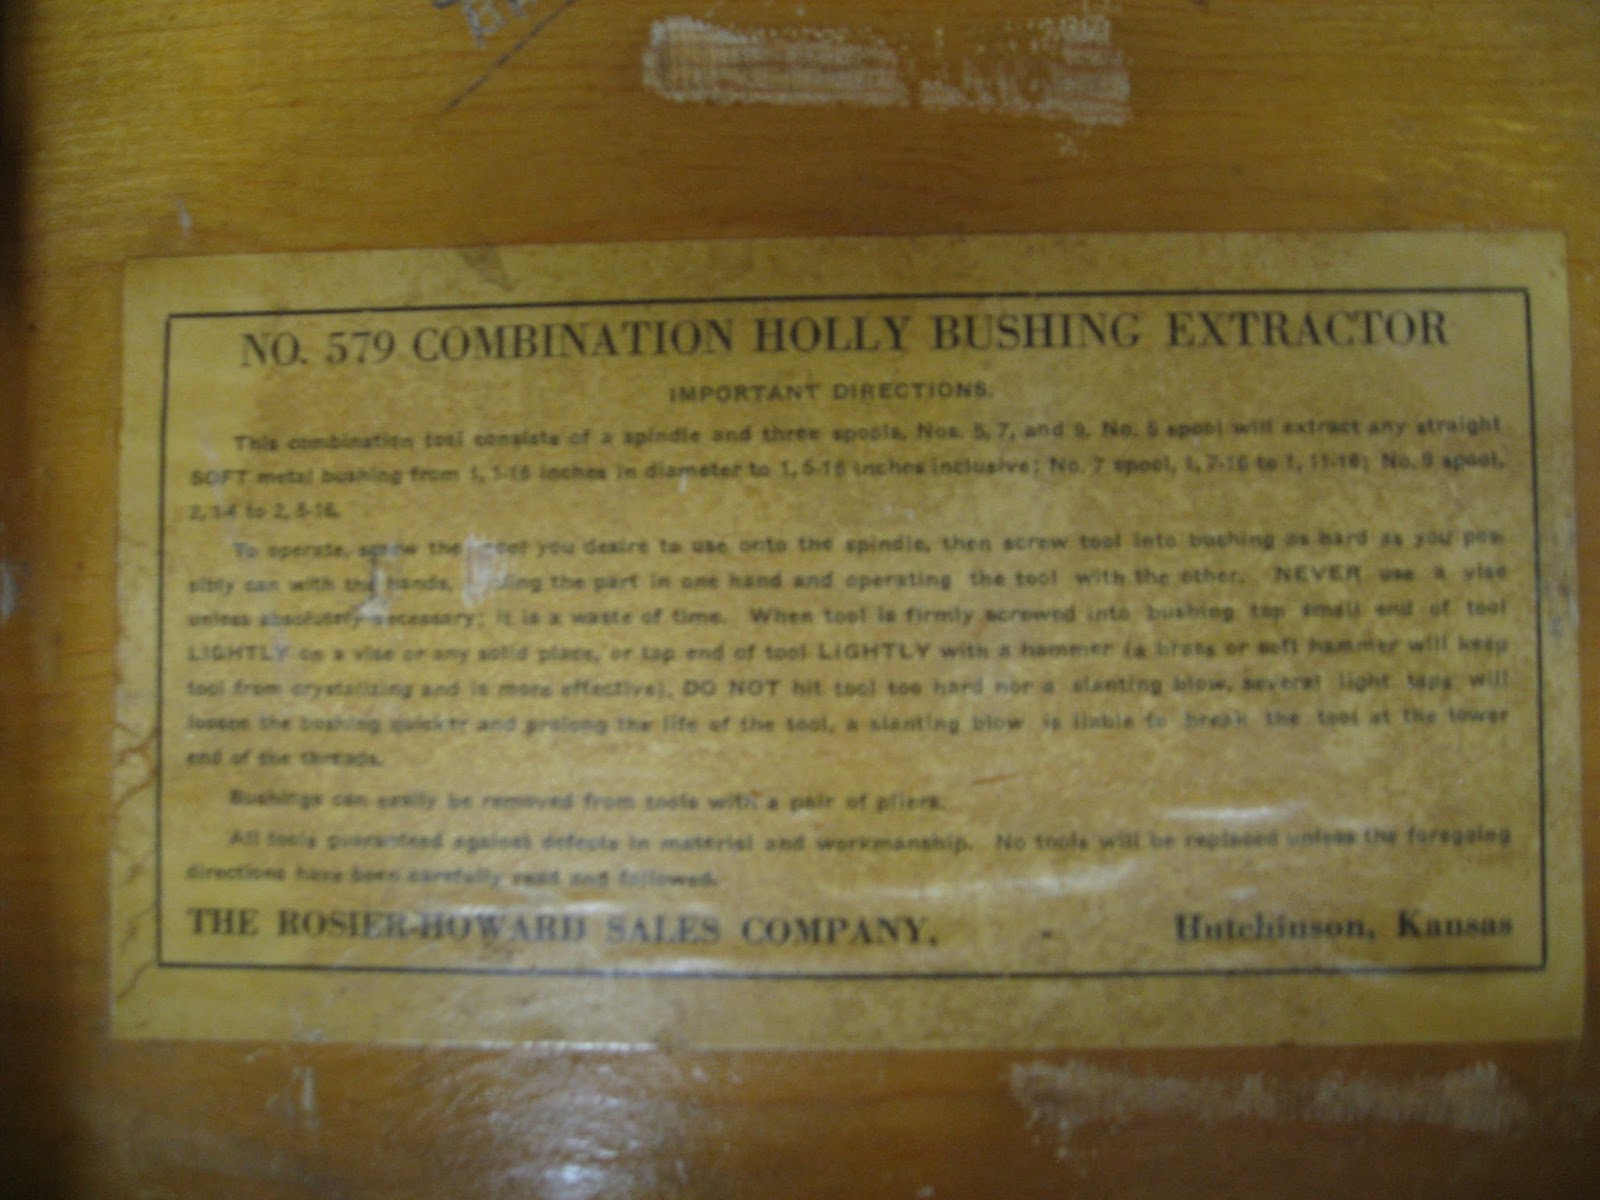 NO. 579 COMBINATION HOLLY BUSHING EXTRACTOR
IMPORTANT DIRECTIONS.
This combination tool consists of a spindle and three spools, Nos. 5, 7, and 9. No. 5 spool will extract any straight
SOFT metal bushing from 1, 1-16 inches in diameter to 1, 5-16 inches inclusive; No. 7 spool, 1, 7-16 to 1, 11-16; No. 9 spool,
2, 1-4 to 2, 5-16.
To operate, screw the you desire to use onto the spindle, then screw tool into bushing as hard as you pos-
sibly can with the hands, the part in one hand and operating the tool with the other. NEVER use a vise
unless absolutely necessary; it is a waste of time. When tool is firmly screwed into bushing tap small end of tool
LIGHTLY on a vise or any solid place, or tap end of tool LIGHTLY with a hammer (a brass or soft hammer will keep
tool from crystalizing and is more effective). DO NOT hit tool too hard nor a slanting blow, several light taps will
loosen the bushing quicker and prolong the life of the tool, a slanting blow is liable to break the tool at the lower
end of the threads.
Bushings can easily be removed from tools with a pair of pliers.
All tools guaranteed against defects in material and workmanship. No tools will be replaced unless the foregoing
directions have been carefully read and followed.
THE ROSIER-HOWARD SALES COMPANY, - Hutchinson, Kansas